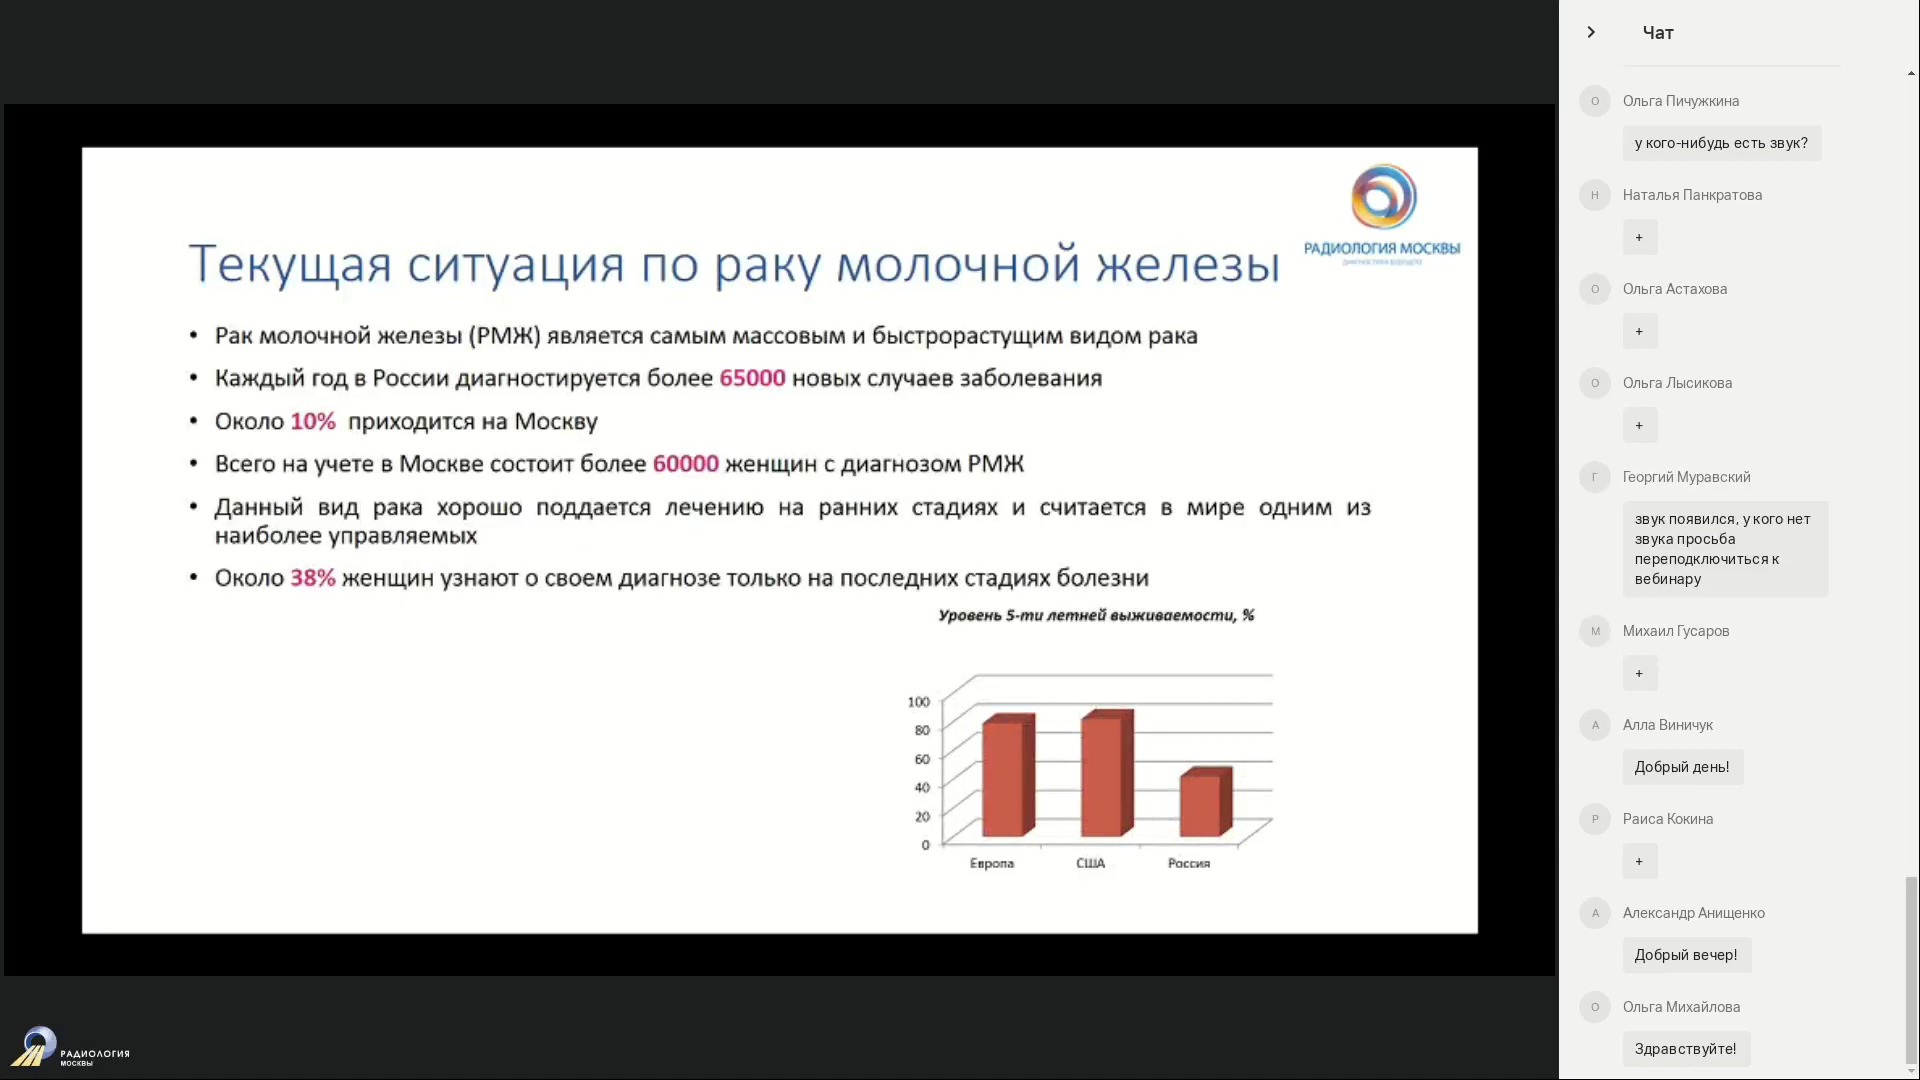 Текущая ситуация по раку молочной железы
РАДИОЛОГИЯ МОСКВЫ
ДИАГНОСТИКА БУДУЩЕГО
• Рак молочной железы (РМЖ) является самым массовым и быстрорастущим видом рака
• Каждый год в России диагностируется более 65000 новых случаев заболевания
• Около 10% приходится на Москву
• Всего на учете в Москве состоит более 60000 женщин с диагнозом РМЖ
• Данный вид рака хорошо поддается лечению на ранних стадиях и считается в мире одним из
наиболее управляемых
• Около 38% женщин узнают о своем диагнозе только на последних стадиях болезни
Уровень 5-ти летней выживаемости, %
100
80
60
40
20
0
Европа
США
Россия
РАДИОЛОГИЯ
МОСКВЫ
Чат
О
Ольга Пичужкина
у кого-нибудь есть звук?
Н
Наталья Панкратова
+
О
Ольга Астахова
+
О
Ольга Лысикова
+
Г
Георгий Муравский
звук появился, у кого нет
звука просьба
переподключиться к
вебинару
М
Михаил Гусаров
+
А
Алла Виничук
Добрый день!
Р
Раиса Кокина
+
А
Александр Анищенко
Добрый вечер!
О
Ольга Михайлова
Здравствуйте!